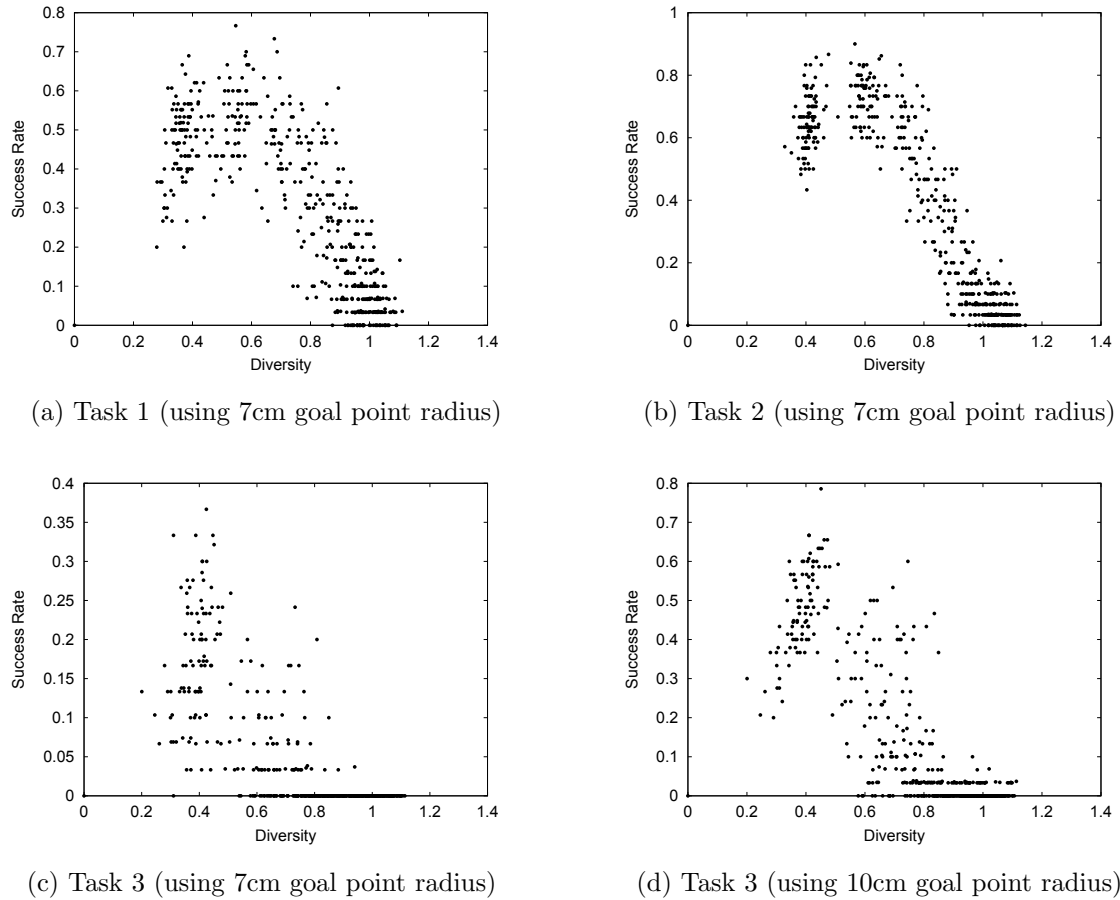 0.8
0.7
0.6
0.5
0.4
0.3
0.2
0.1
0
Success Rate
0 0.2 0.4 0.6 0.8 1 1.2 1.4
Diversity
(a) Task 1 (using 7cm goal point radius)
1
0.8
0.6
0.4
0.2
0
Success Rate
0 0.2 0.4 0.6 0.8 1 1.2 1.4
Diversity
(b) Task 2 (using 7cm goal point radius)
0.4
0.35
0.3
0.25
0.2
0.15
0.1
0.05
0
Success Rate
0 0.2 0.4 0.6 0.8 1 1.2 1.4
Diversity
(c) Task 3 (using 7cm goal point radius)
0.8
0.7
0.6
0.5
0.4
0.3
0.2
0.1
0
Success Rate
0 0.2 0.4 0.6 0.8 1 1.2 1.4
Diversity
(d) Task 3 (using 10cm goal point radius)